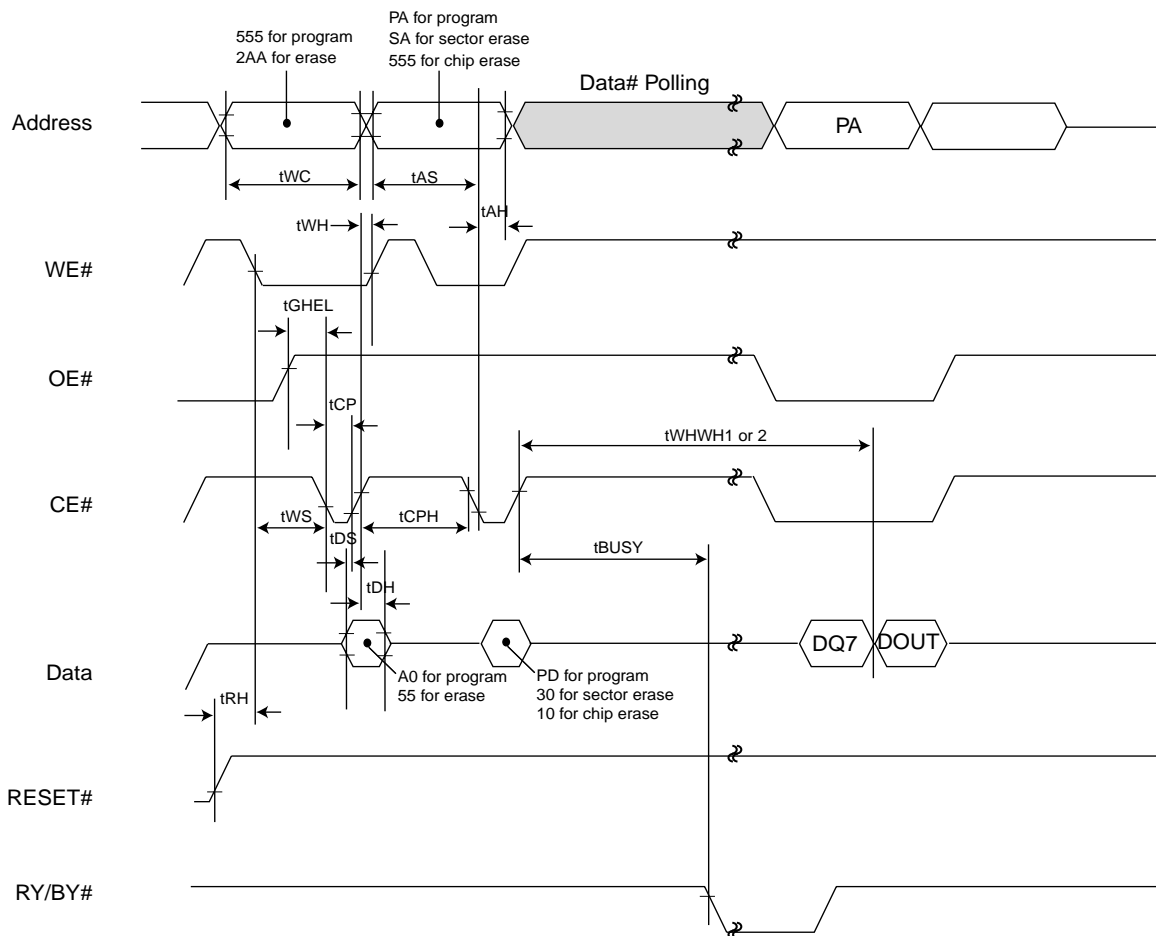 555 for program
2AA for erase
PA for program
SA for sector erase
555 for chip erase
Data# Polling
Address
PA
tWC
tAS
tAH
tWH
WE#
tGHEL
OE#
tCP
tWHWH1 or 2
CE#
tWS
tCPH
tDS
tBUSY
tDH
DQ7
DOUT
Data
A0 for program
55 for erase
PD for program
30 for sector erase
10 for chip erase
tRH
RESET#
RY/BY#